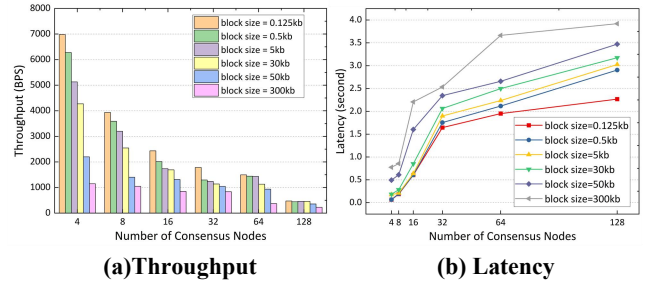 8000
7000
6000
5000
4000
3000
2000
1000
0
Throughput (BPS)
block size = 0.125kb
block size = 0.5kb
block size = 5kb
block size = 30kb
block size = 50kb
block size = 300kb
4 8 16 32 64 128
Number of Consensus Nodes
(a)Throughput
4.0
3.5
3.0
2.5
2.0
1.5
1.0
0.5
0.0
Latency (second)
block size=0.125kb
block size=0.5kb
block size=5kb
block size=30kb
block size=50kb
block size=300kb
4 8 16 32 64 128
Number of Consensus Nodes
(b) Latency